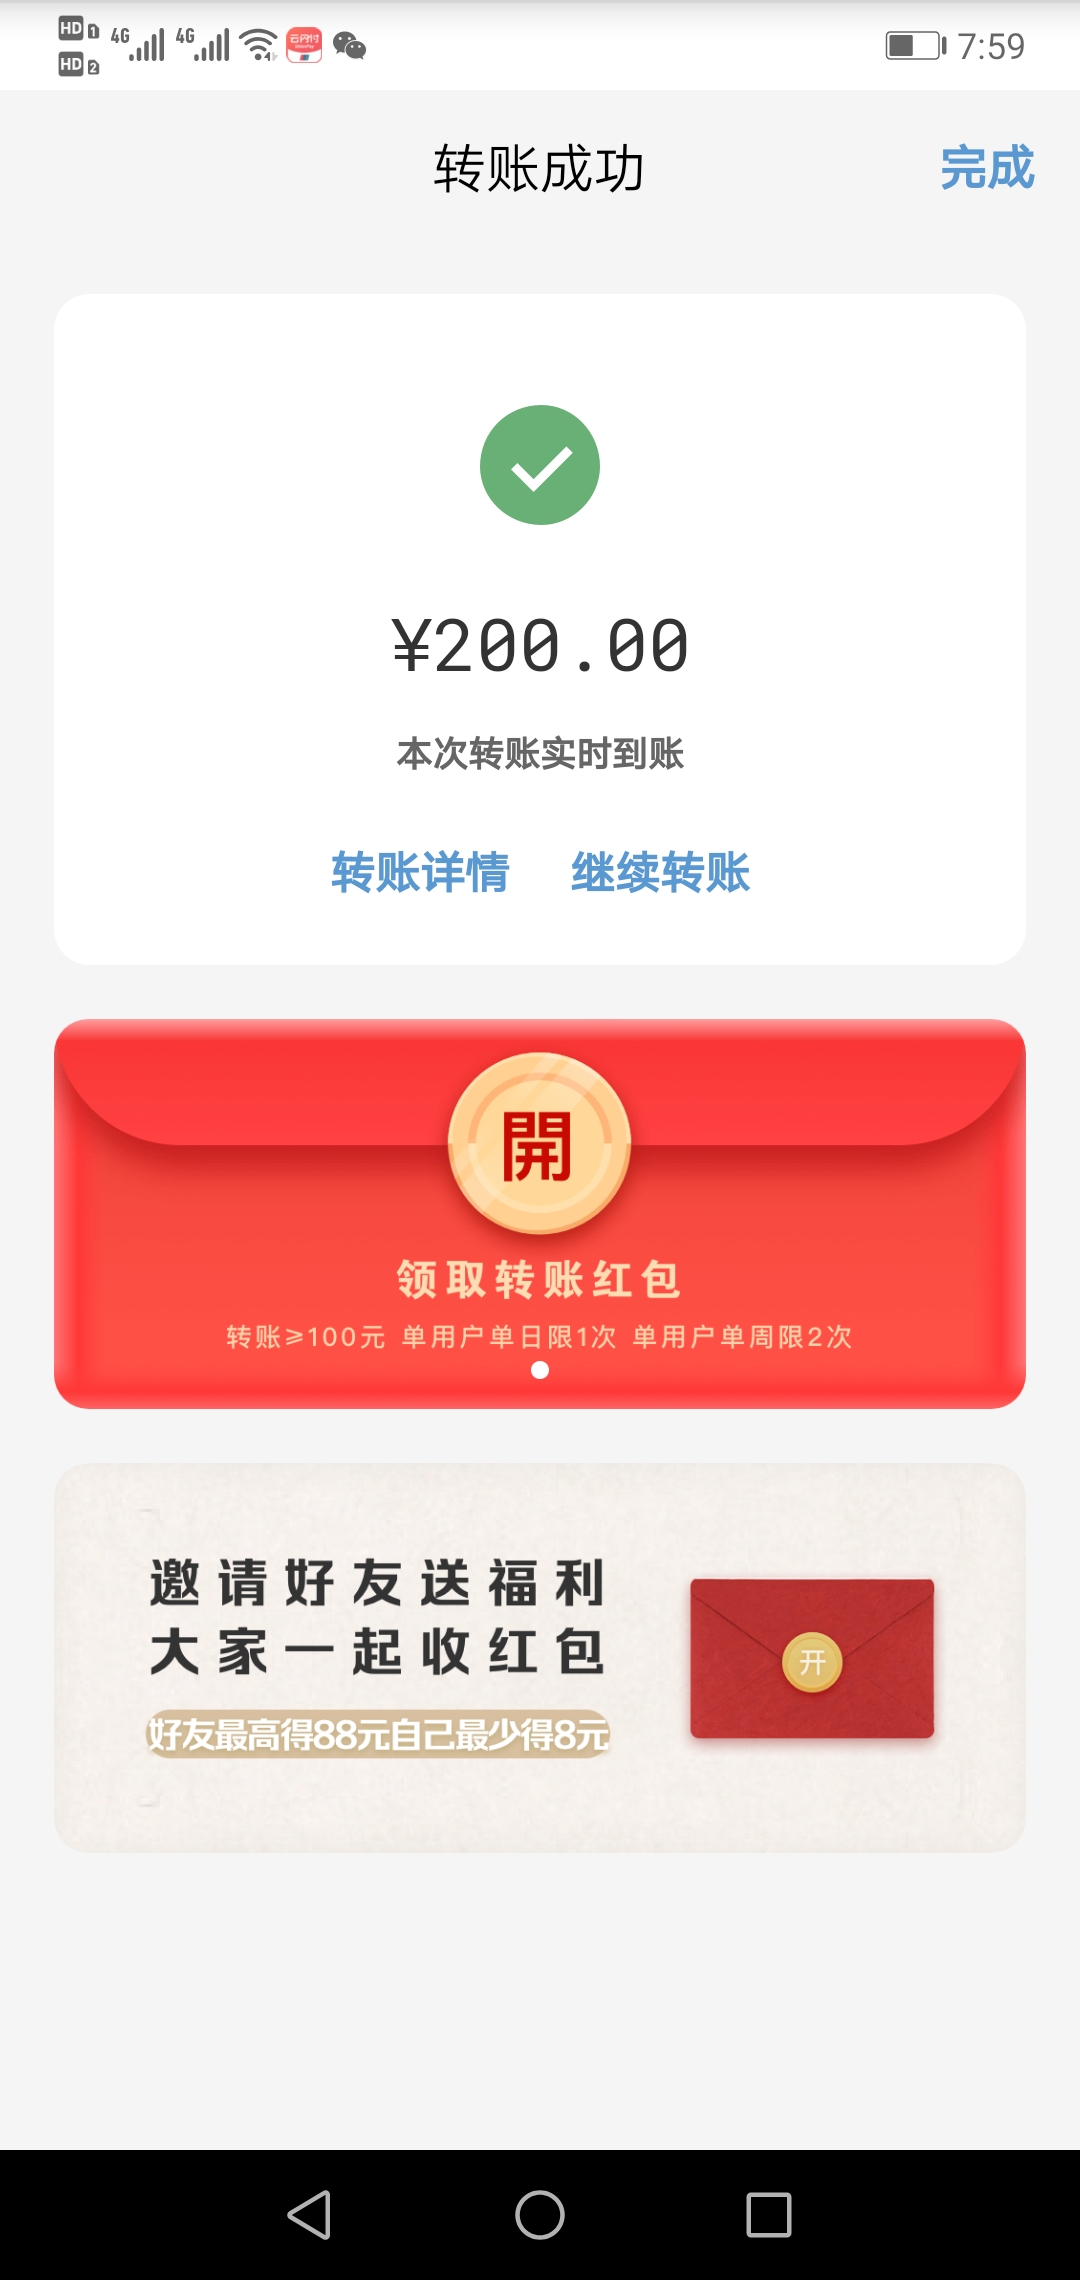 HD 1 4G 4G 云闪付 7:59
HD 2
转账成功 完成
¥200.00
本次转账实时到账
转账详情 继续转账
開
领取转账红包
转账≥100元 单用户单日限1次 单用户单周限2次
邀请好友送福利
大家一起收红包
开
好友最高得88元自己最少得8元